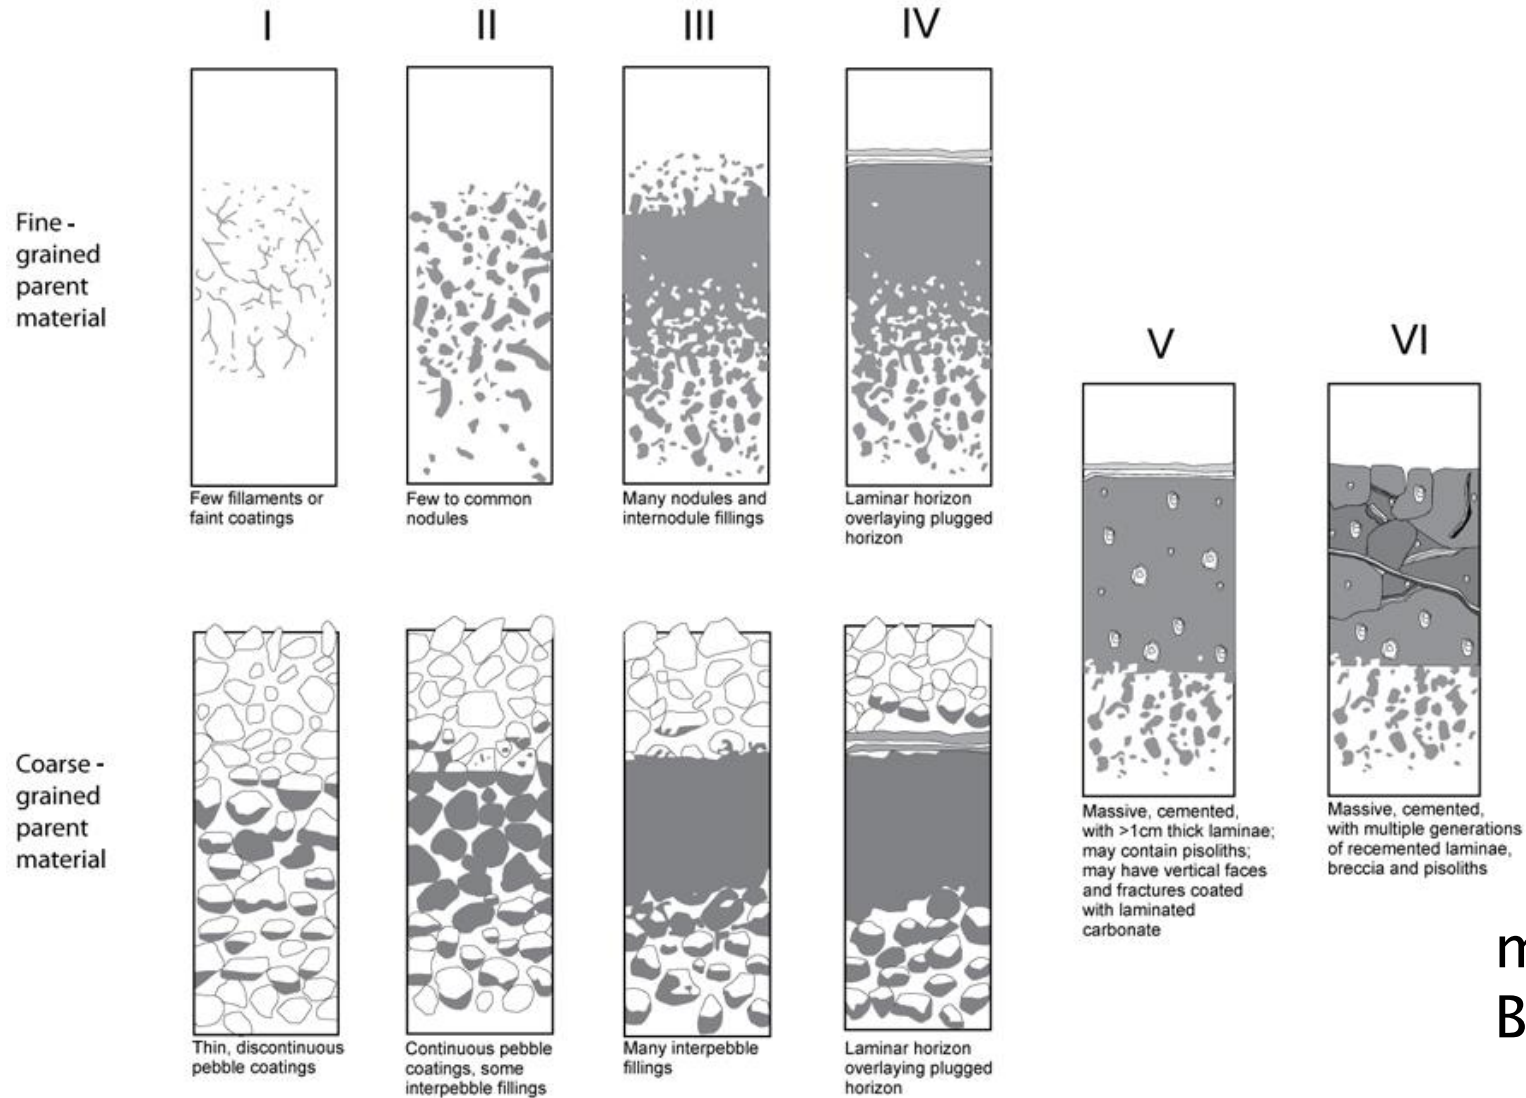 I
II
III
IV
Fine -
grained
parent
material
Few fillaments or
faint coatings
Few to common
nodules
Many nodules and
internodule fillings
Laminar horizon
overlaying plugged
horizon
V
VI
Coarse -
grained
parent
material
Thin, discontinuous
pebble coatings
Continuous pebble
coatings, some
interpebble fillings
Many interpebble
fillings
Laminar horizon
overlaying plugged
horizon
Massive, cemented,
with >1cm thick laminae;
may contain pisoliths;
may have vertical faces
and fractures coated
with laminated
carbonate
Massive, cemented,
with multiple generations
of recemented laminae,
breccia and pisoliths
B